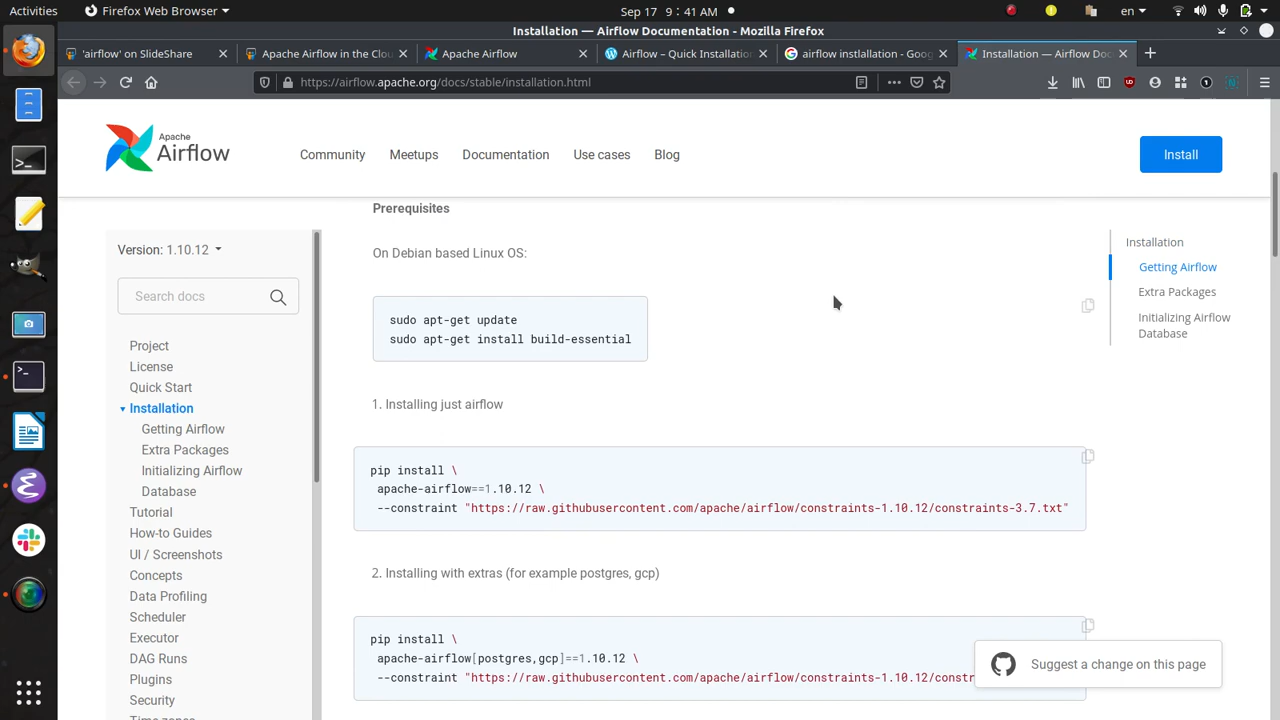 Activities
Firefox Web Browser
Sep 17 9:41 AM
en
Installation — Airflow Documentation - Mozilla Firefox
'airflow' on SlideShare
Apache Airflow in the Clou
Apache Airflow
Airflow – Quick Installation
airflow instlallation - Goog
Installation — Airflow Doc
https://airflow.apache.org/docs/stable/installation.html
Apache
Airflow
Community
Meetups
Documentation
Use cases
Blog
Install
Version: 1.10.12
Search docs
Project
License
Quick Start
Installation
Getting Airflow
Extra Packages
Initializing Airflow
Database
Tutorial
How-to Guides
UI / Screenshots
Concepts
Data Profiling
Scheduler
Executor
DAG Runs
Plugins
Security
Prerequisites
On Debian based Linux OS:
sudo apt-get update
sudo apt-get install build-essential
1. Installing just airflow
pip install \
apache-airflow==1.10.12 \
--constraint "https://raw.githubusercontent.com/apache/airflow/constraints-1.10.12/constraints-3.7.txt"
2. Installing with extras (for example postgres, gcp)
pip install \
apache-airflow[postgres,gcp]==1.10.12 \
--constraint "https://raw.githubusercontent.com/apache/airflow/constraints-1.10.12/constr
Installation
Getting Airflow
Extra Packages
Initializing Airflow
Database
Suggest a change on this page